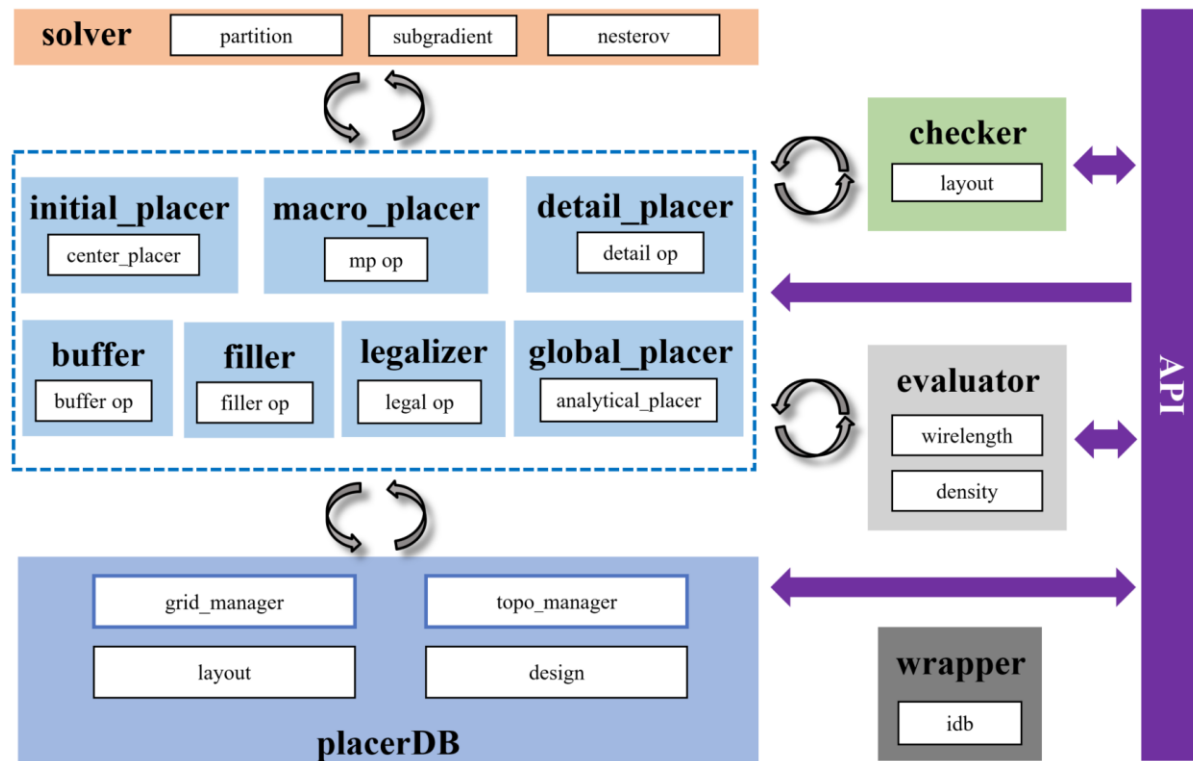 solver
partition
subgradient
nesterov
checker
layout
initial_placer
center_placer
macro_placer
mp op
detail_placer
detail op
buffer
buffer op
filler
filler op
legalizer
legal op
global_placer
analytical_placer
evaluator
wirelength
density
API
grid_manager
topo_manager
layout
design
placerDB
wrapper
idb